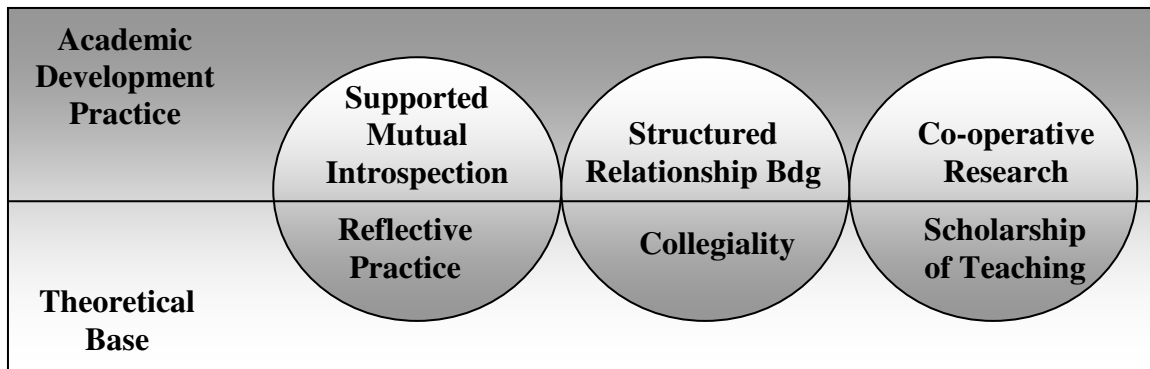 Academic
Development
Practice
Supported
Mutual
Introspection
Structured
Relationship Bdg
Co-operative
Research
Reflective
Practice
Collegiality
Scholarship
of Teaching
Theoretical
Base